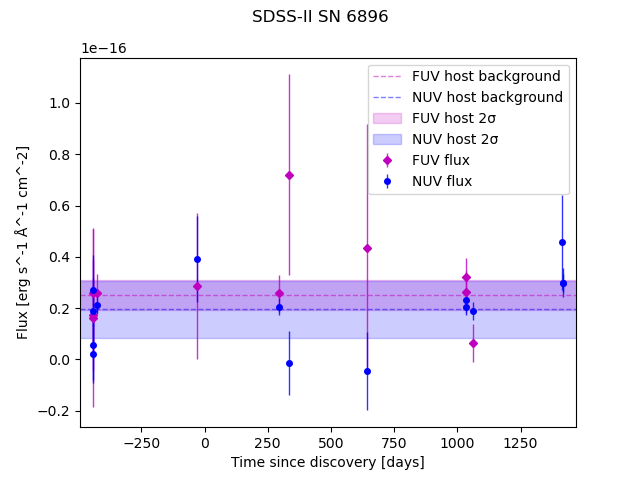 SDSS-II SN 6896
1e−16
FUV host background
NUV host background
FUV host 2σ
NUV host 2σ
FUV flux
NUV flux
1.0
0.8
0.6
0.4
0.2
0.0
−0.2
Flux [erg s^-1 Å^-1 cm^-2]
−250
0
250
500
750
1000
1250
Time since discovery [days]